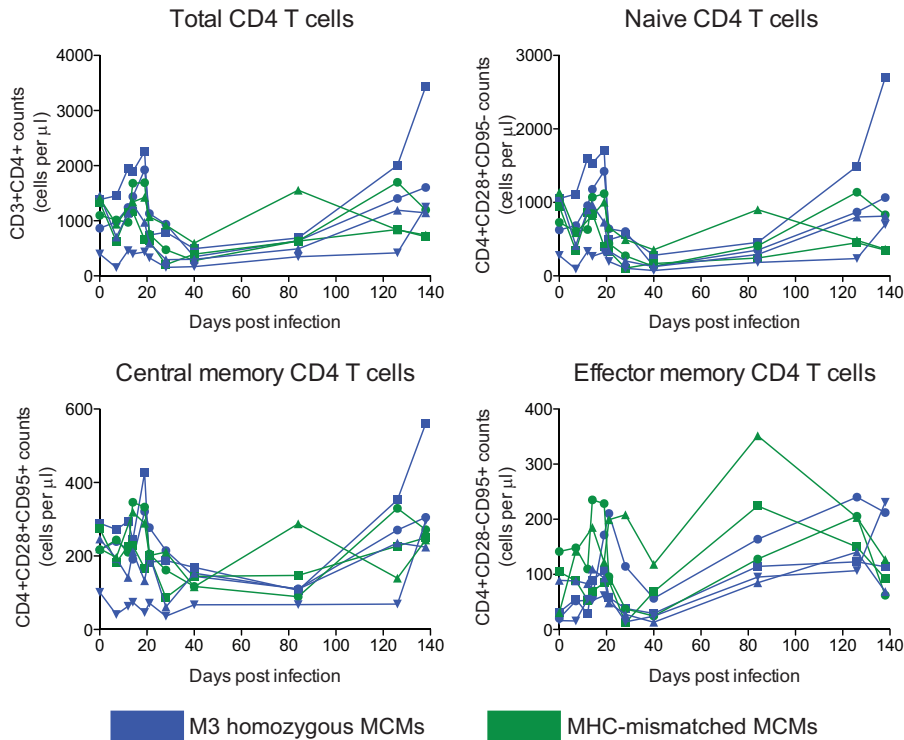 Total CD4 T cells
CD3+CD4+ counts
(cells per µl)
4000
3000
2000
1000
0
0 20 40 60 80 100 120 140
Days post infection
Naive CD4 T cells
CD4+CD28+CD95- counts
(cells per µl)
3000
2000
1000
0
0 20 40 60 80 100 120 140
Days post infection
Central memory CD4 T cells
CD4+CD28+CD95+ counts
(cells per µl)
600
400
200
0
0 20 40 60 80 100 120 140
Days post infection
Effector memory CD4 T cells
CD4+CD28-CD95+ counts
(cells per µl)
400
300
200
100
0
0 20 40 60 80 100 120 140
Days post infection
M3 homozygous MCMs
MHC-mismatched MCMs